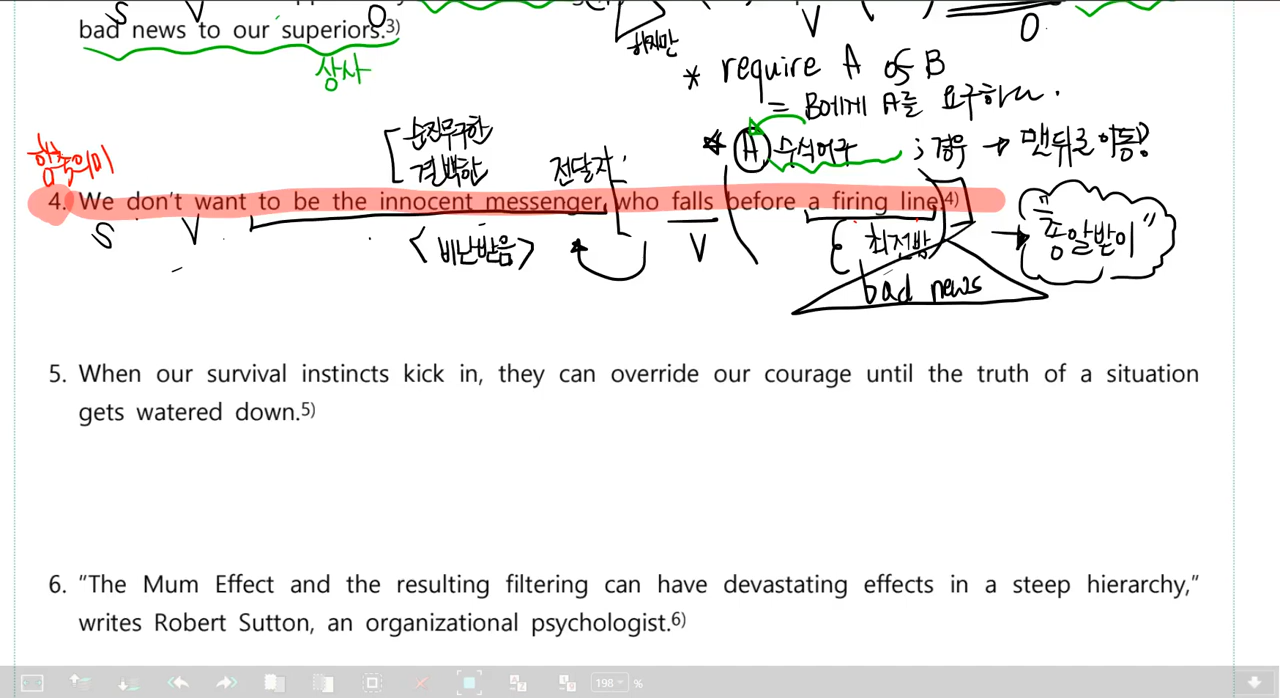 S V O
bad news to our superiors.3)
상사
하지만
V
O.
* require A of B
= B에게 A를 요구하다.
* A 수식어구 ; 경우 → 맨뒤로 이동!
함축의미
순진무구한
결백한
전달자
4. We don't want to be the innocent messenger who falls before a firing line.4)
S V
<비난받음>
V
최전방
bad news
→ "총알받이"
5. When our survival instincts kick in, they can override our courage until the truth of a situation
gets watered down.5)
6. "The Mum Effect and the resulting filtering can have devastating effects in a steep hierarchy,"
writes Robert Sutton, an organizational psychologist.6)
198 %